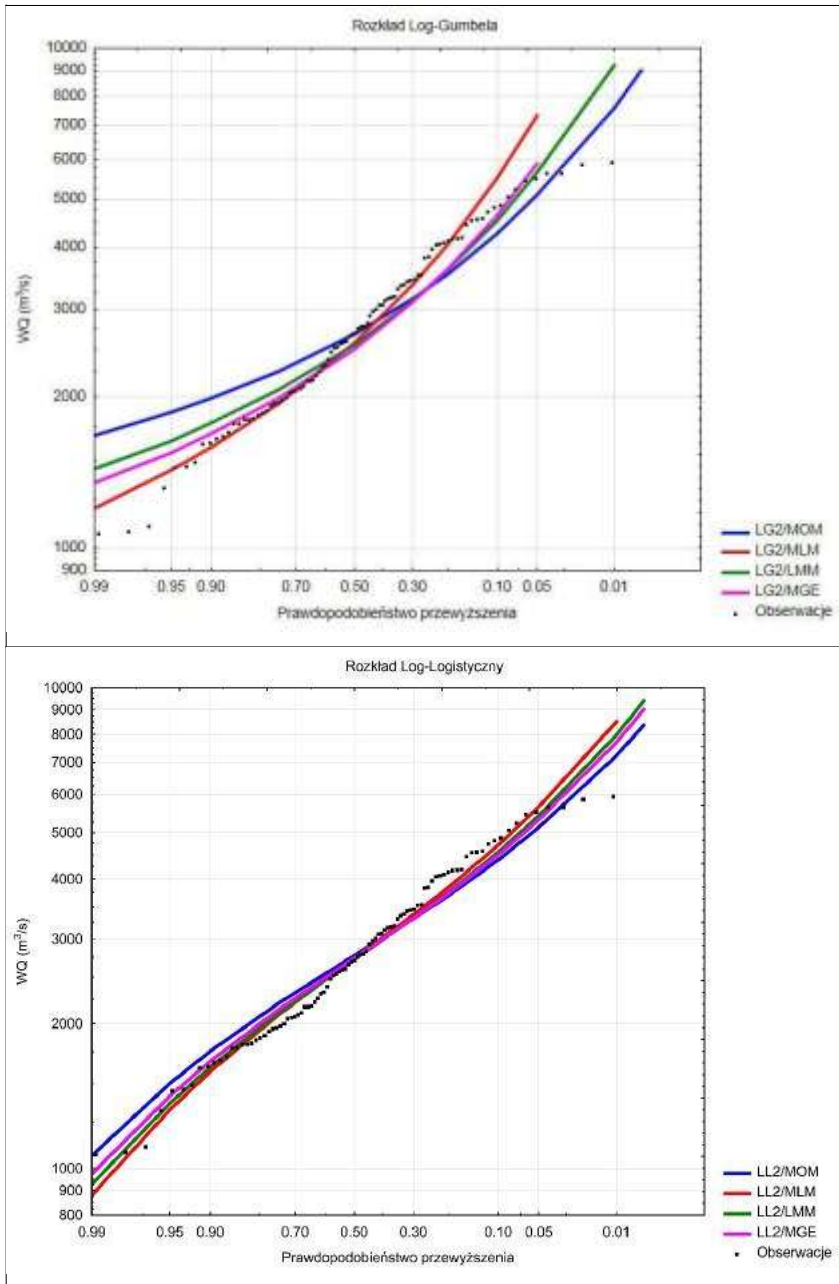 Rozkład Log-Gumbela
10000
9000
8000
7000
6000
5000
4000
3000
2000
1000
900
WQ (m³/s)
0.99 0.95 0.90 0.70 0.50 0.30 0.10 0.05 0.01
Prawdopodobieństwo przewyższenia
LG2/MOM
LG2/MLM
LG2/LMM
LG2/MGE
Obserwacje
Rozkład Log-Logistyczny
10000
9000
8000
7000
6000
5000
4000
3000
2000
1000
900
800
WQ (m³/s)
0.99 0.95 0.90 0.70 0.50 0.30 0.10 0.05 0.01
Prawdopodobieństwo przewyższenia
LL2/MOM
LL2/MLM
LL2/LMM
LL2/MGE
Obserwacje